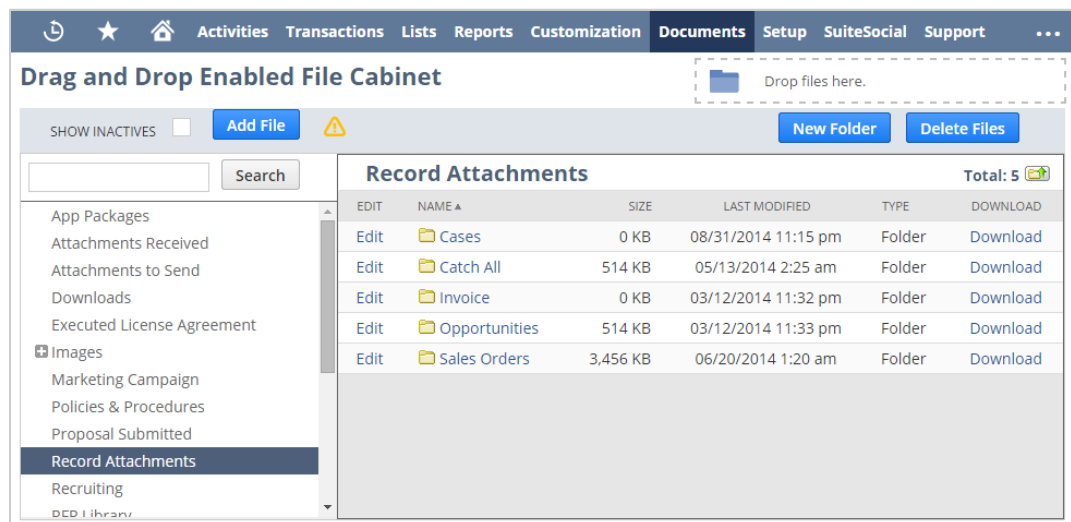 Activities Transactions Lists Reports Customization Documents Setup SuiteSocial Support ...
Drag and Drop Enabled File Cabinet
Drop files here.
SHOW INACTIVES Add File New Folder Delete Files
Search
Record Attachments Total: 5
EDIT NAME SIZE LAST MODIFIED TYPE DOWNLOAD
Edit Cases 0 KB 08/31/2014 11:15 pm Folder Download
Edit Catch All 514 KB 05/13/2014 2:25 am Folder Download
Edit Invoice 0 KB 03/12/2014 11:32 pm Folder Download
Edit Opportunities 514 KB 03/12/2014 11:33 pm Folder Download
Edit Sales Orders 3,456 KB 06/20/2014 1:20 am Folder Download
App Packages
Attachments Received
Attachments to Send
Downloads
Executed License Agreement
Images
Marketing Campaign
Policies & Procedures
Proposal Submitted
Record Attachments
Recruiting
RFP Library